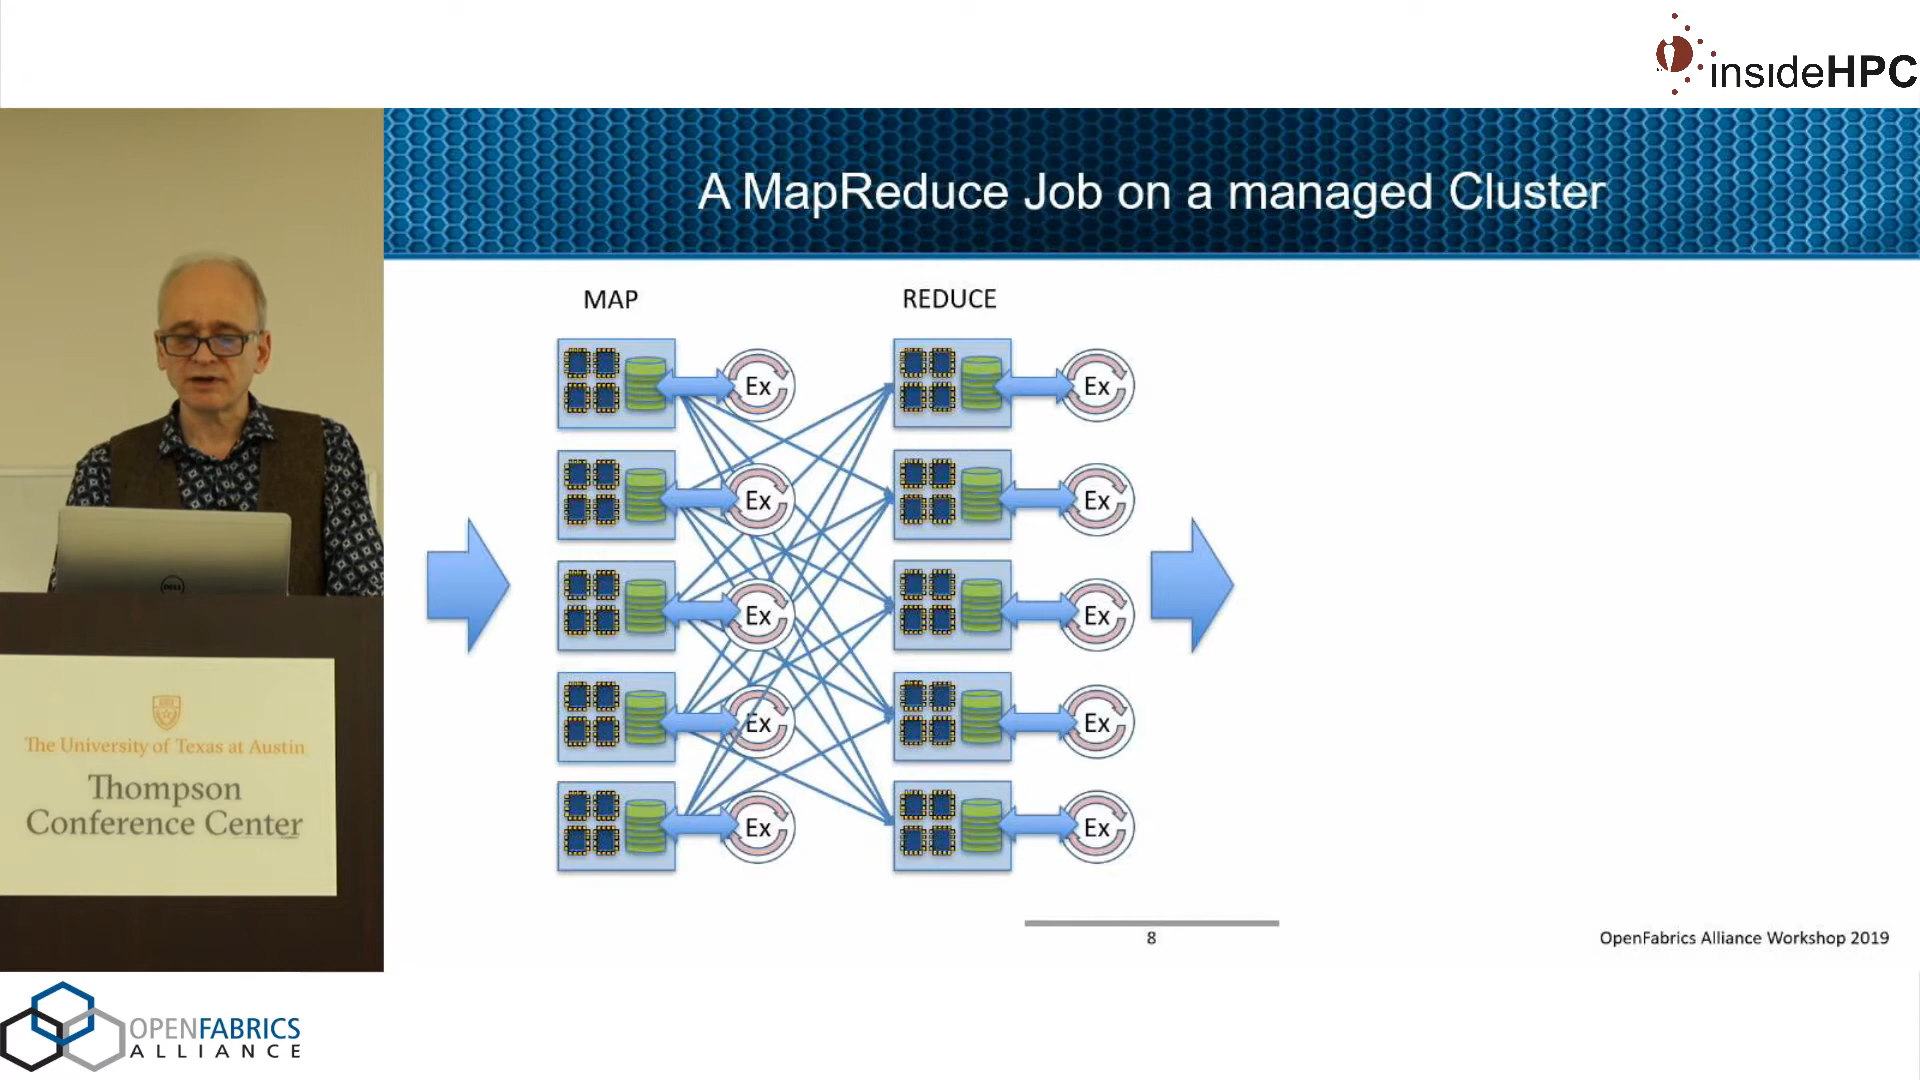 insideHPC
A MapReduce Job on a managed Cluster
MAP
REDUCE
Ex
Ex
Ex
Ex
Ex
Ex
Ex
Ex
Ex
Ex
DELL
The University of Texas at Austin
Thompson
Conference Center
8
OpenFabrics Alliance Workshop 2019
OPENFABRICS
ALLIANCE